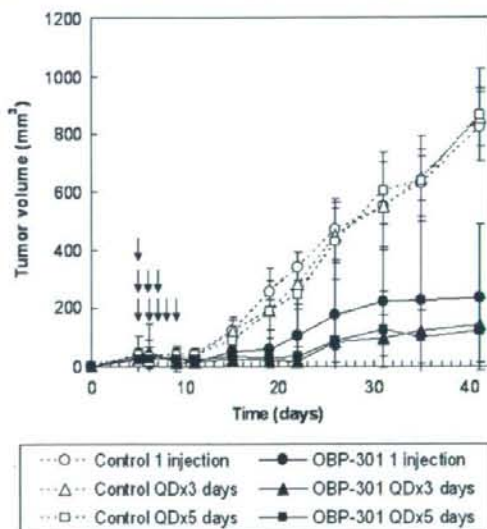 1200
1000
800
600
400
200
0
Tumor volume (mm³)
0 10 20 30 40
Time (days)
Control 1 injection OBP-301 1 injection
Control QDx3 days OBP-301 QDx3 days
Control QDx5 days OBP-301 QDx5 days